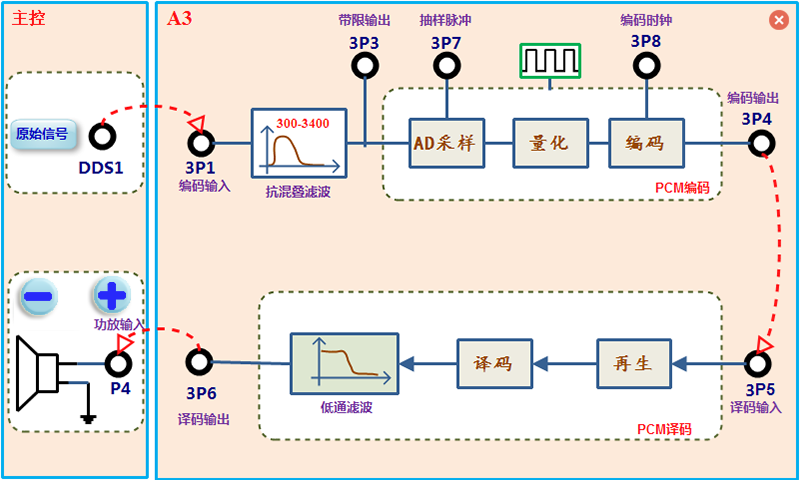 主控
原始信号
DDS1
功放输入
P4
A3
带限输出
3P3
抽样脉冲
3P7
编码时钟
3P8
编码输出
3P4
300-3400
AD采样
量化
编码
3P1
编码输入
抗混叠滤波
PCM编码
译码
再生
3P6
译码输出
低通滤波
3P5
译码输入
PCM译码